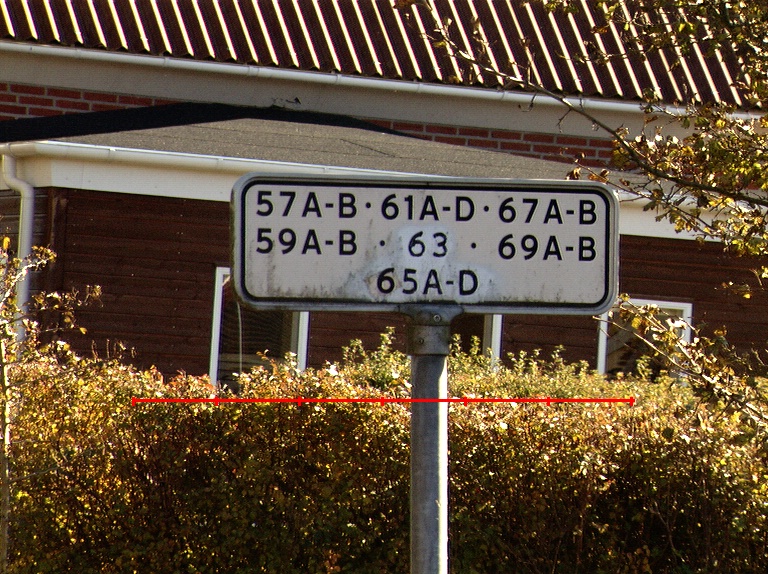 57A-B · 61A-D · 67A-B
59A-B · 63 · 69A-B
65A-D